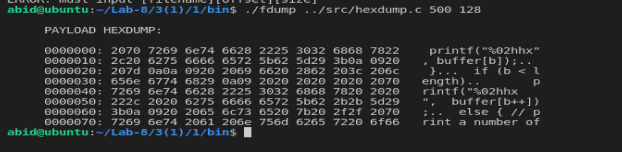 ERROR: must input
abid@ubuntu:~/Lab-8/3(1)/1/bin$ ./fdump ../src/hexdump.c 500 128
PAYLOAD HEXDUMP:
0000000: 2070 7269 6e74 6628 2225 3032 6868 7822   printf("%02hhx"
0000010: 2c20 6275 6666 6572 5b62 5d29 3b0a 0920  , buffer[b]);..
0000020: 207d 0a0a 0920 2069 6620 2862 203c 206c   }...  if (b < l
0000030: 656e 6774 6829 0a09 2020 2020 2020 2070  ength)..       p
0000040: 7269 6e74 6628 2225 3032 6868 7820 2020  rintf("%02hhx
0000050: 222c 2020 6275 6666 6572 5b62 2b2b 5d29  ",  buffer[b++])
0000060: 3b0a 0920 2065 6c73 6520 7b20 2f2f 2070  ;..  else { // p
0000070: 7269 6e74 2061 206e 756d 6265 7220 6f66  rint a number of
abid@ubuntu:~/Lab-8/3(1)/1/bin$